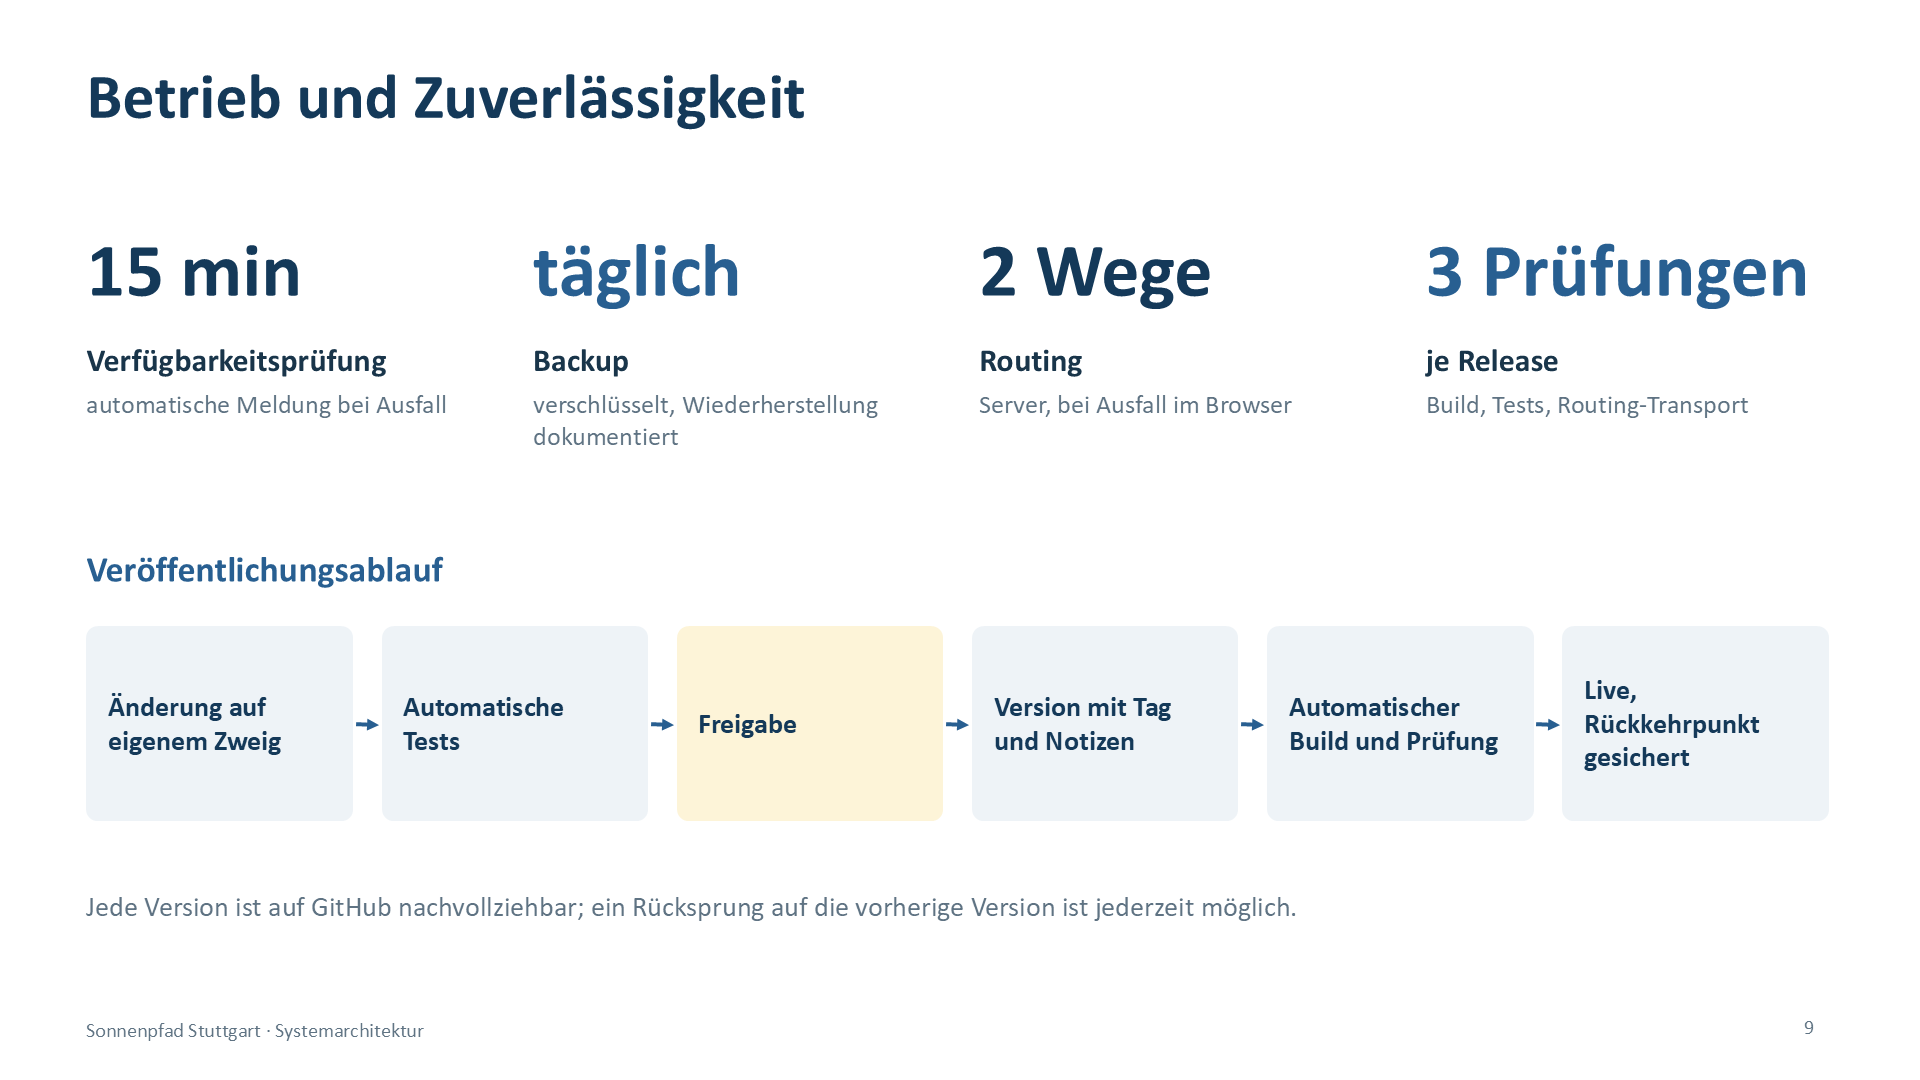 Betrieb und Zuverlässigkeit
15 min
Verfügbarkeitsprüfung
automatische Meldung bei Ausfall
täglich
Backup
verschlüsselt, Wiederherstellung
dokumentiert
2 Wege
Routing
Server, bei Ausfall im Browser
3 Prüfungen
je Release
Build, Tests, Routing-Transport
Veröffentlichungsablauf
Änderung auf
eigenem Zweig
Automatische
Tests
Freigabe
Version mit Tag
und Notizen
Automatischer
Build und Prüfung
Live,
Rückkehrpunkt
gesichert
Jede Version ist auf GitHub nachvollziehbar; ein Rücksprung auf die vorherige Version ist jederzeit möglich.
Sonnenpfad Stuttgart · Systemarchitektur
9